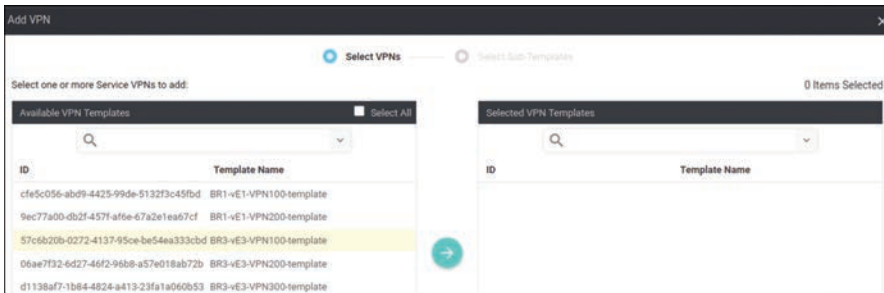 Add VPN
Select VPNs
Select Sub-Templates
Select one or more Service VPNs to add:
0 Items Selected
Available VPN Templates
Select All
Selected VPN Templates
ID Template Name
ID Template Name
cfe5c056-abd9-4425-99de-5132f3c45fbd BR1-vE1-VPN100-template
9ec77a00-db2f-457f-af6e-67a2e1ea67cf BR1-vE1-VPN200-template
57c6b20b-0272-4137-95ce-be54ea333cbd BR3-vE3-VPN100-template
06ae7f32-6d27-46f2-96b8-a57e018ab72b BR3-vE3-VPN200-template
d1138af7-1b84-4824-a413-23fa1a060b53 BR3-vE3-VPN300-template